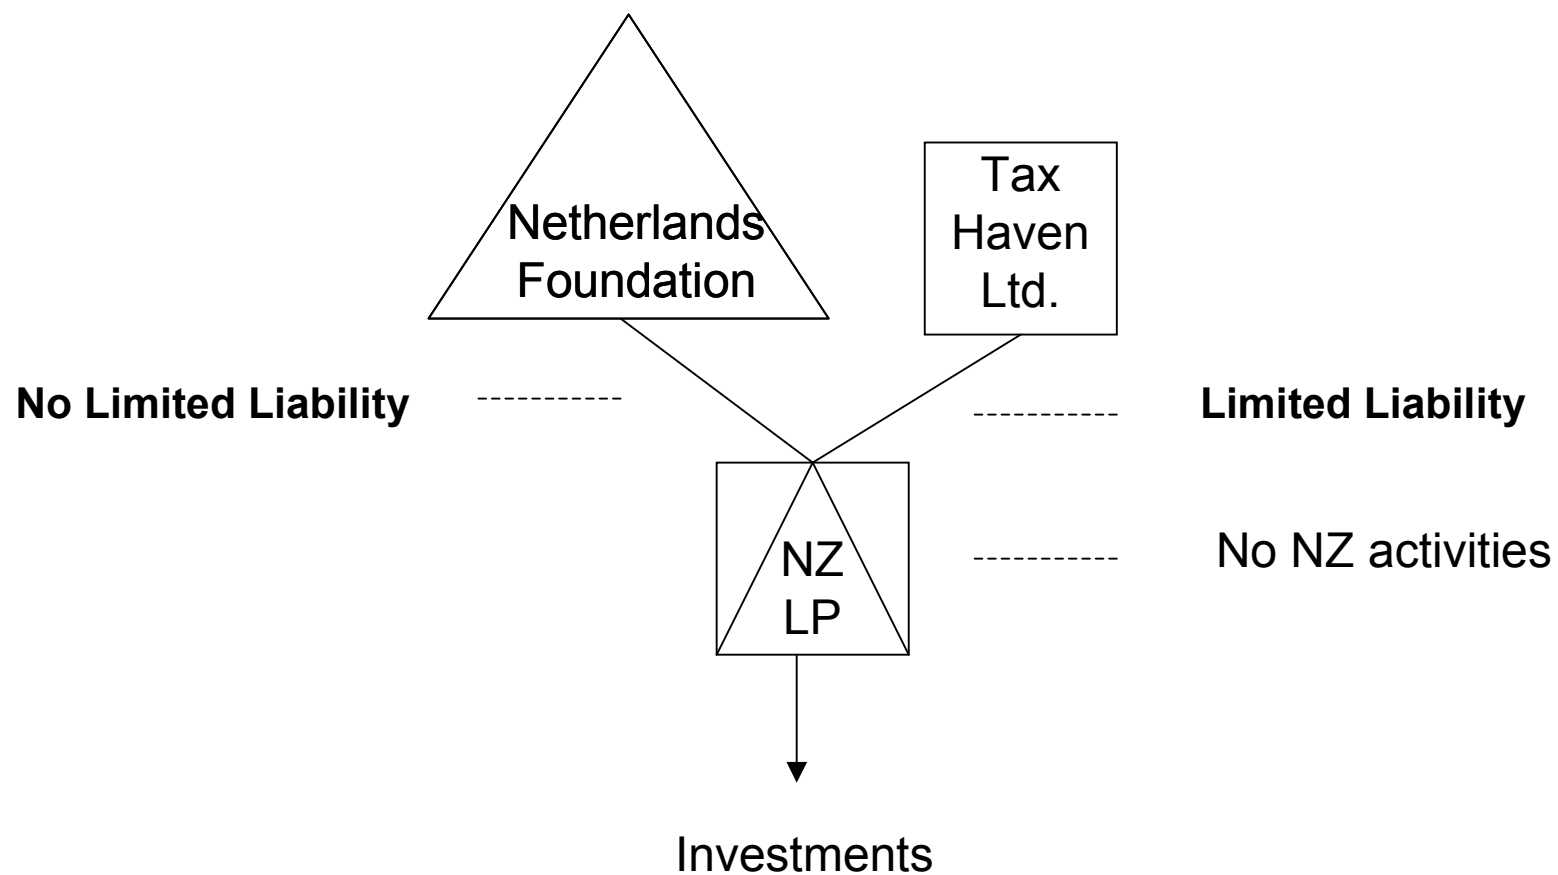 Netherlands
Foundation
Tax
Haven
Ltd.
No Limited Liability
Limited Liability
NZ
LP
No NZ activities
Investments